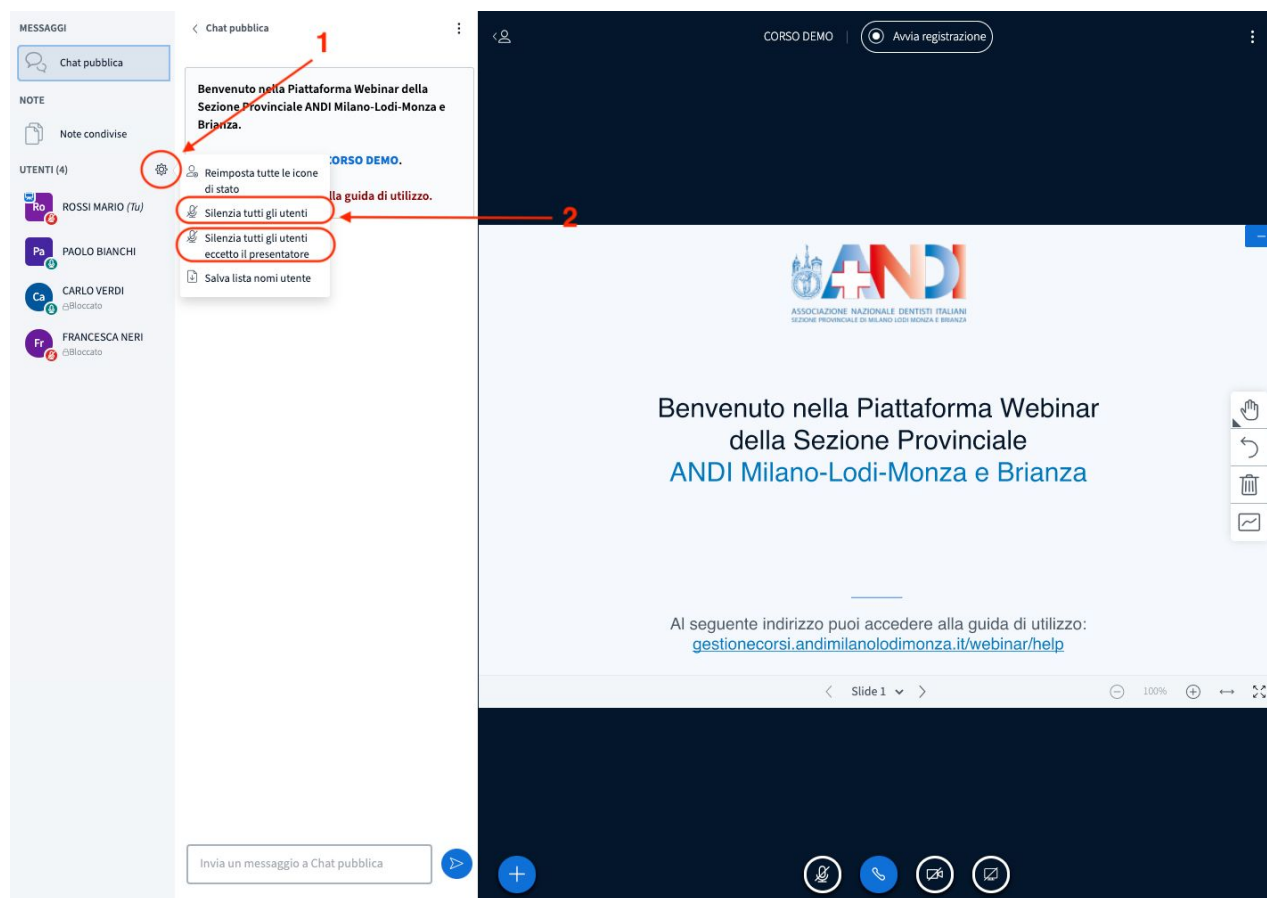 MESSAGGI
Chat pubblica
NOTE
Note condivise
UTENTI (4)
Ro
ROSSI MARIO (Tu)
Pa
PAOLO BIANCHI
Ca
CARLO VERDI
Bloccato
Fr
FRANCESCA NERI
Bloccato
Chat pubblica
1
Benvenuto nella Piattaforma Webinar della
Sezione Provinciale ANDI Milano-Lodi-Monza e
Brianza.
CORSO DEMO.
lla guida di utilizzo.
Reimposta tutte le icone
di stato
Silenzia tutti gli utenti
Silenzia tutti gli utenti
eccetto il presentatore
Salva lista nomi utente
2
Invia un messaggio a Chat pubblica
CORSO DEMO
Avvia registrazione
ANDI
ASSOCIAZIONE NAZIONALE DENTISTI ITALIANI
SEZIONE PROVINCIALE DI MILANO LODI MONZA E BRIANZA
Benvenuto nella Piattaforma Webinar
della Sezione Provinciale
ANDI Milano-Lodi-Monza e Brianza
Al seguente indirizzo puoi accedere alla guida di utilizzo:
gestionecorsi.andimilanolodimonza.it/webinar/help
Slide 1
100%